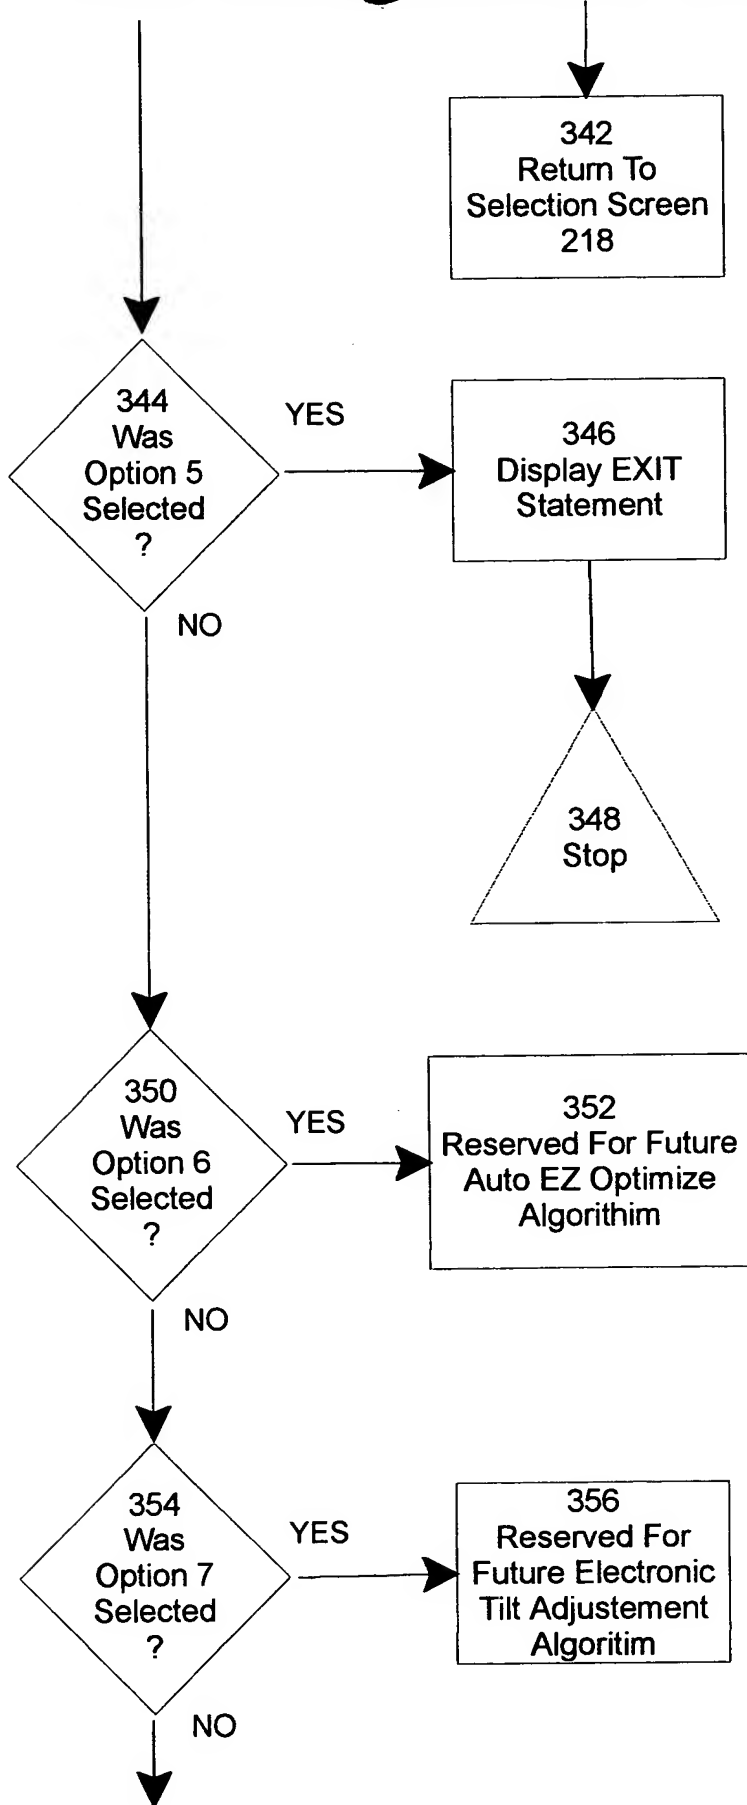 342
Return To
Selection Screen
218
344
Was
Option 5
Selected
?
YES
346
Display EXIT
Statement
NO
348
Stop
350
Was
Option 6
Selected
?
YES
352
Reserved For Future
Auto EZ Optimize
Algorithim
NO
354
Was
Option 7
Selected
?
YES
356
Reserved For
Future Electronic
Tilt Adjustement
Algoritim
NO